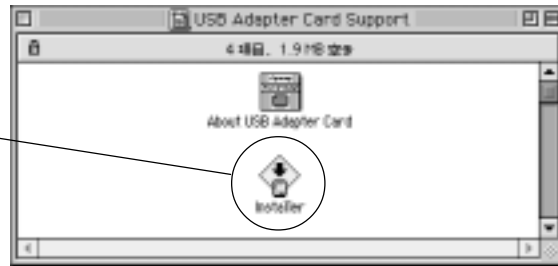 USB Adapter Card Support
4 項目、1.9 MB 空き
About USB Adapter Card
Installer